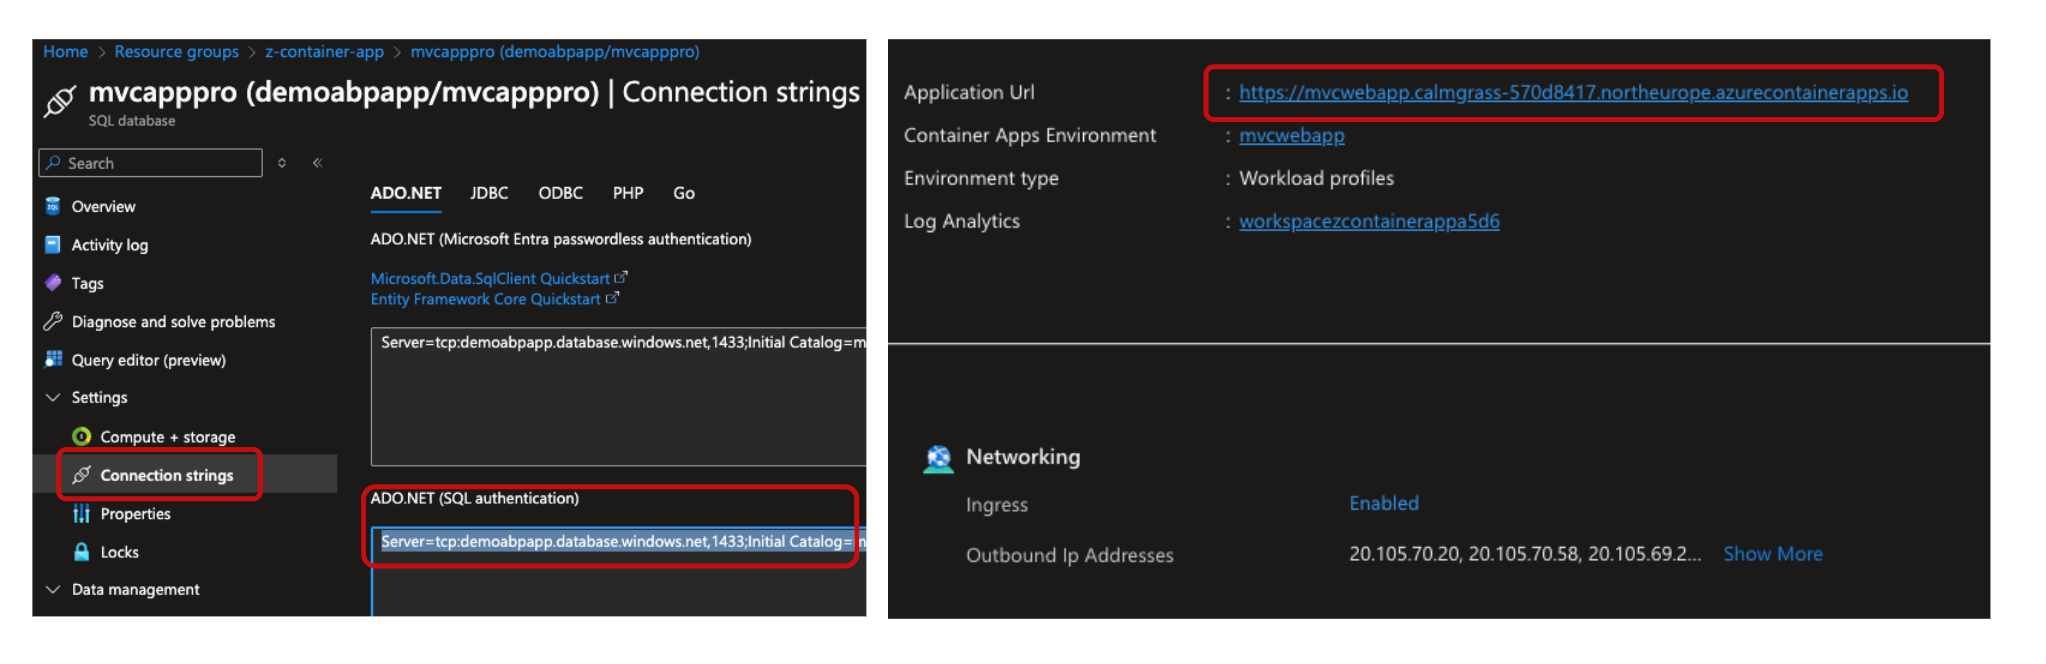 Home > Resource groups > z-container-app > mvcapppro (demoabpapp/mvcapppro)
mvcapppro (demoabpapp/mvcapppro) | Connection strings
SQL database
Search
Overview
Activity log
Tags
Diagnose and solve problems
Query editor (preview)
Settings
Compute + storage
Connection strings
Properties
Locks
Data management
ADO.NET JDBC ODBC PHP Go
ADO.NET (Microsoft Entra passwordless authentication)
Microsoft.Data.SqlClient Quickstart
Entity Framework Core Quickstart
Server=tcp:demoabpapp.database.windows.net,1433;Initial Catalog=m
ADO.NET (SQL authentication)
Server=tcp:demoabpapp.database.windows.net,1433;Initial Catalog=m
Application Url : https://mvcwebapp.calmgrass-570d8417.northeurope.azurecontainerapps.io
Container Apps Environment : mvcwebapp
Environment type : Workload profiles
Log Analytics : workspacezcontainerappa5d6
Networking
Ingress Enabled
Outbound Ip Addresses 20.105.70.20, 20.105.70.58, 20.105.69.2... Show More